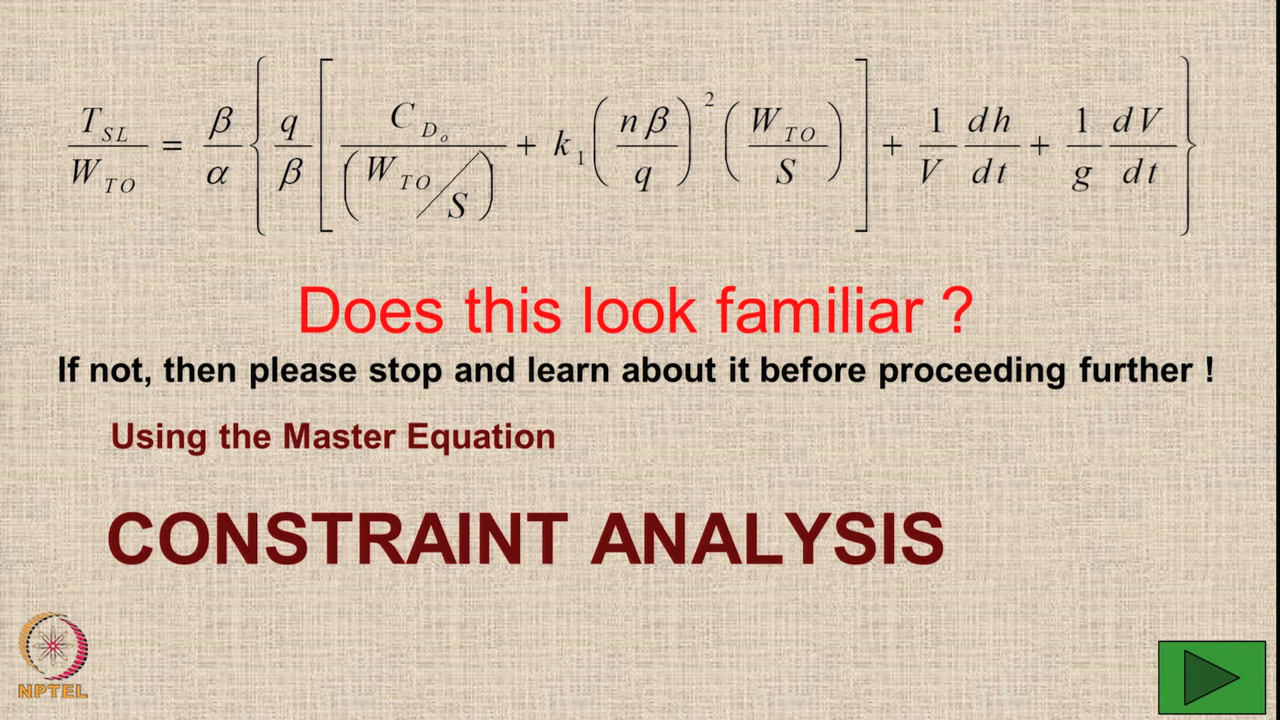 T_SL / W_TO = β/α { q/β [ C_Do / (W_TO / S) + k_1 (nβ / q)^2 (W_TO / S) ] + 1/V dh/dt + 1/g dV/dt }
Does this look familiar ?
If not, then please stop and learn about it before proceeding further !
Using the Master Equation
CONSTRAINT ANALYSIS
NPTEL